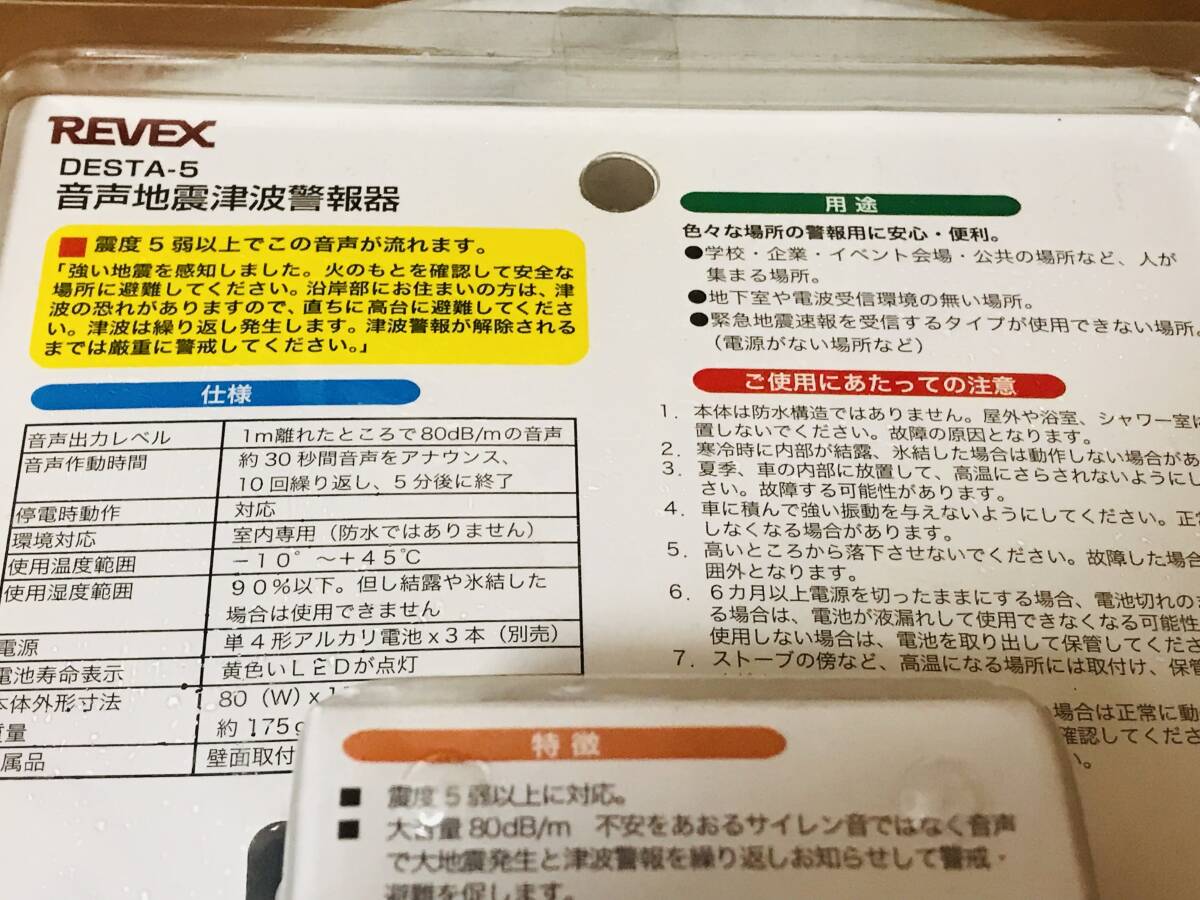 REVEX
DESTA-5
音声地震津波警報器
■ 震度5弱以上でこの音声が流れます。
「強い地震を感知しました。火のもとを確認して安全な
場所に避難してください。沿岸部にお住まいの方は、津
波の恐れがありますので、直ちに高台に避難してくださ
い。津波は繰り返し発生します。津波警報が解除される
までは厳重に警戒してください。」
仕様
音声出力レベル 1m離れたところで80dB/mの音声
音声作動時間 約30秒間音声をアナウンス、
10回繰り返し、5分後に終了
停電時動作 対応
環境対応 室内専用（防水ではありません）
使用温度範囲 −10°～+45℃
使用湿度範囲 90%以下。但し結露や氷結した
場合は使用できません
電源 単4形アルカリ電池x3本（別売）
電池寿命表示 黄色いLEDが点灯
本体外形寸法 80（W）x
重量 約175g
属品 壁面取付
用途
色々な場所の警報用に安心・便利。
●学校・企業・イベント会場・公共の場所など、人が
集まる場所。
●地下室や電波受信環境の無い場所。
●緊急地震速報を受信するタイプが使用できない場所。
（電源がない場所など）
ご使用にあたっての注意
1. 本体は防水構造ではありません。屋外や浴室、シャワー室に
置しないでください。故障の原因となります。
2. 寒冷時に内部が結露、氷結した場合は動作しない場合があ
3. 夏季、車の内部に放置して、高温にさらされないようにし
さい。故障する可能性があります。
4. 車に積んで強い振動を与えないようにしてください。正常
しなくなる場合があります。
5. 高いところから落下させないでください。故障した場合
囲外となります。
6. 6カ月以上電源を切ったままにする場合、電池切れの
る場合は、電池が液漏れして使用できなくなる可能性
使用しない場合は、電池を取り出して保管してくださ
7. ストーブの傍など、高温になる場所には取付け、保管
場合は正常に動
確認してくださ
い。
特徴
■ 震度5弱以上に対応。
■ 大音量80dB/m 不安をあおるサイレン音ではなく音声
で大地震発生と津波警報を繰り返しお知らせして警戒・
避難を促します。